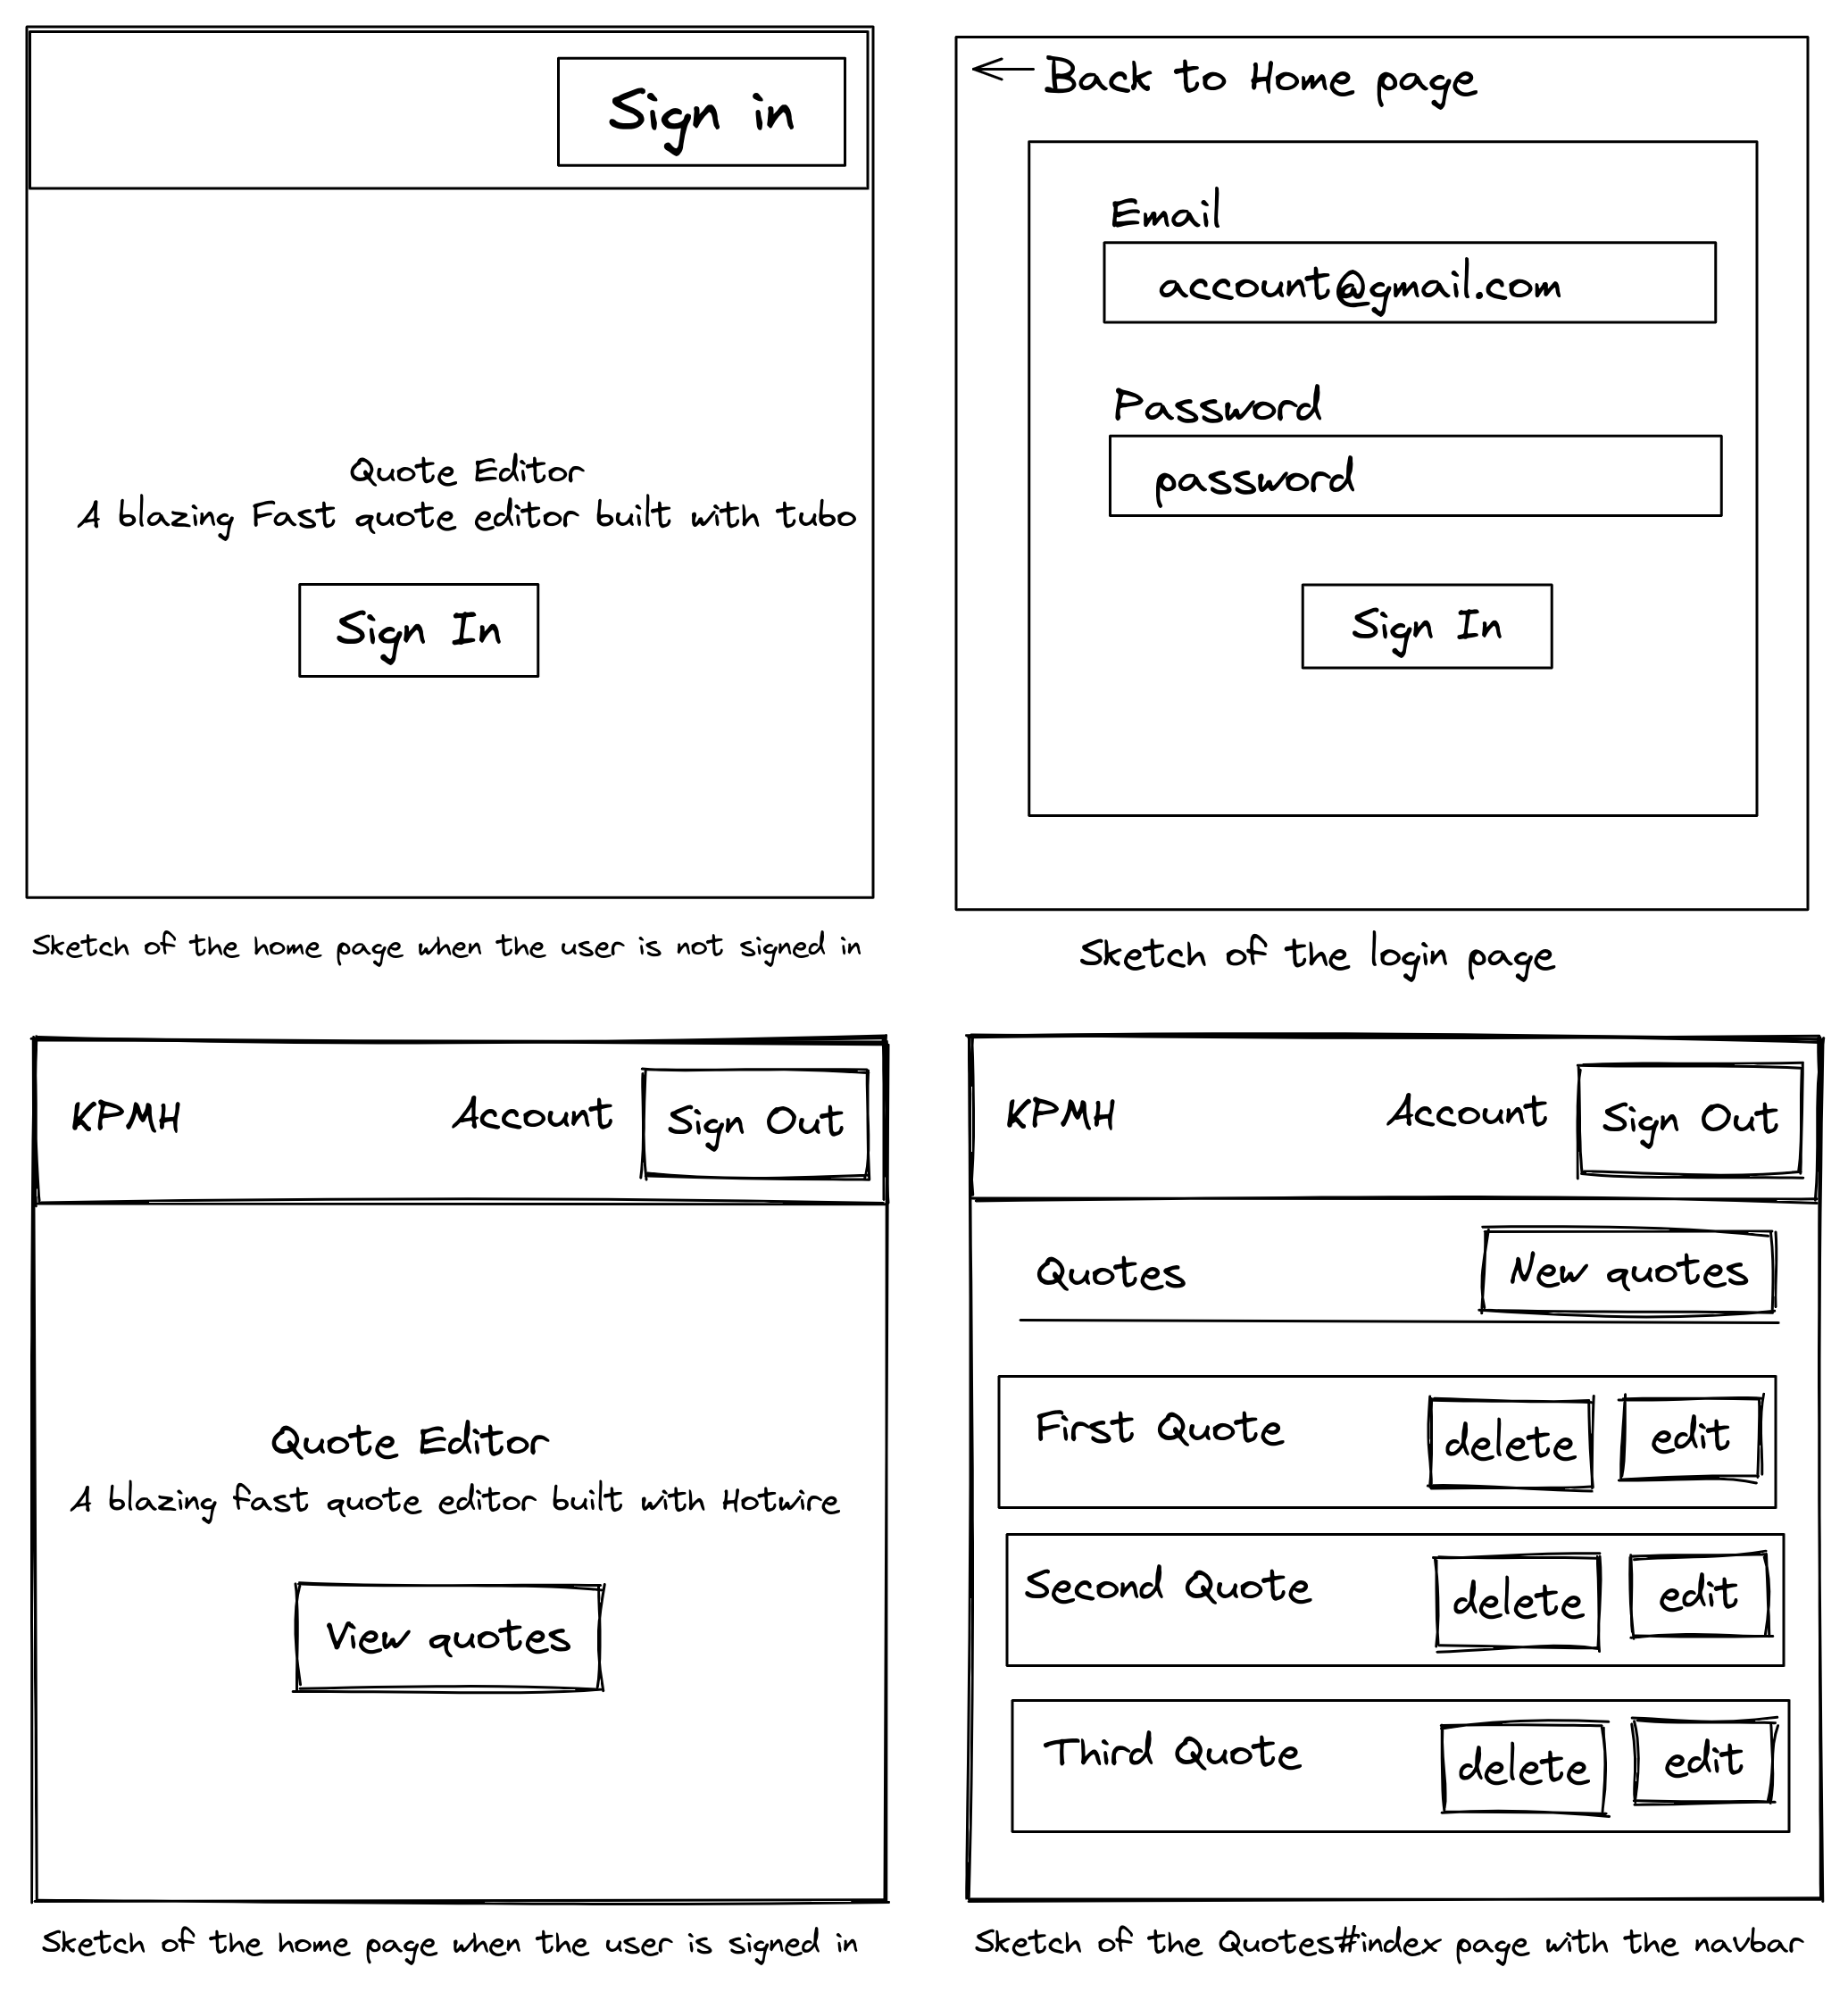 Sign in
Quote Editor
A blazing Fast quote editor built with tubo
Sign In
Sketch of the home page when the user is not signed in
Back to Home page
Email
account@gmail.com
Password
password
Sign In
Sketch of the login page
KPMH Account Sign Out
Quote Editor
A blazing fast quote editor built with Hotwire
View quotes
Sketch of the home page when the user is signed in
KPMH Account Sign Out
Quotes New quotes
First Quote delete edit
Second Quote delete edit
Third Quote delete edit
Sketch of the Quotes#index page with the navbar